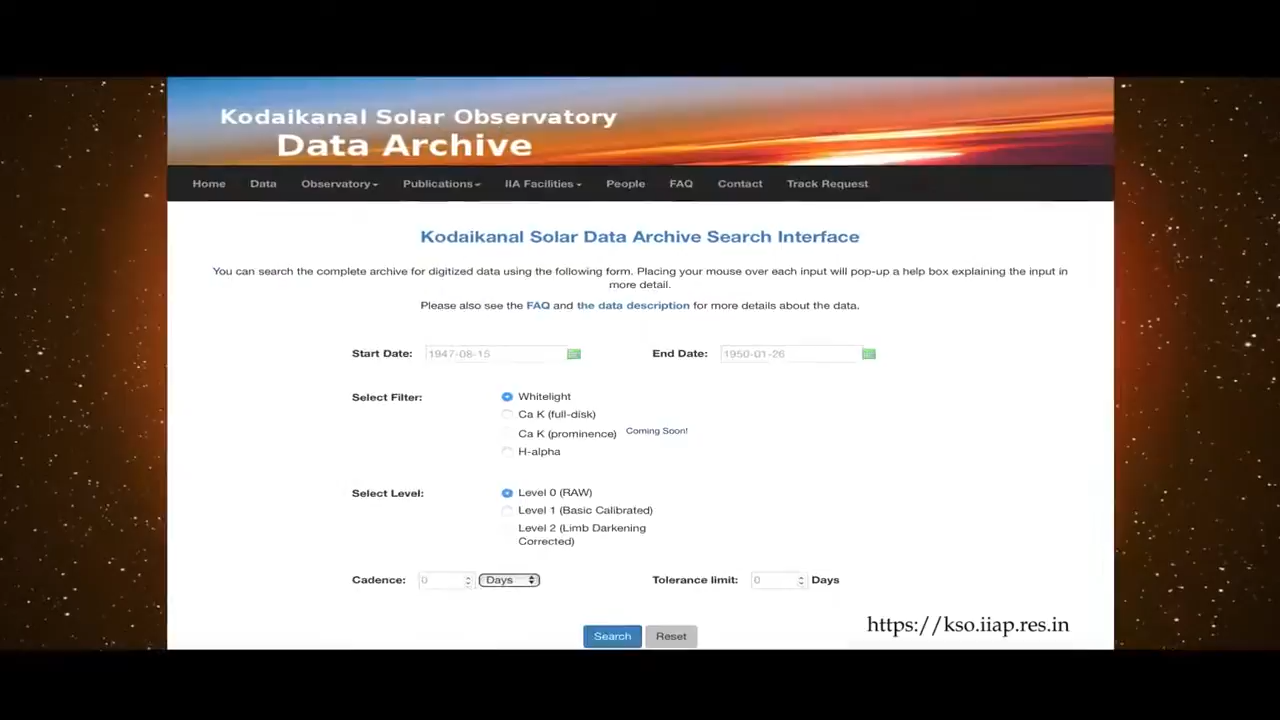 Kodaikanal Solar Observatory
Data Archive
Home Data Observatory Publications IIA Facilities People FAQ Contact Track Request
Kodaikanal Solar Data Archive Search Interface
You can search the complete archive for digitized data using the following form. Placing your mouse over each input will pop-up a help box explaining the input in
more detail.
Please also see the FAQ and the data description for more details about the data.
Start Date: 1947-08-15 End Date: 1950-01-26
Select Filter: Whitelight
Ca K (full-disk)
Ca K (prominence) Coming Soon!
H-alpha
Select Level: Level 0 (RAW)
Level 1 (Basic Calibrated)
Level 2 (Limb Darkening
Corrected)
Cadence: 0 Days Tolerance limit: 0 Days
Search Reset
https://kso.iiap.res.in